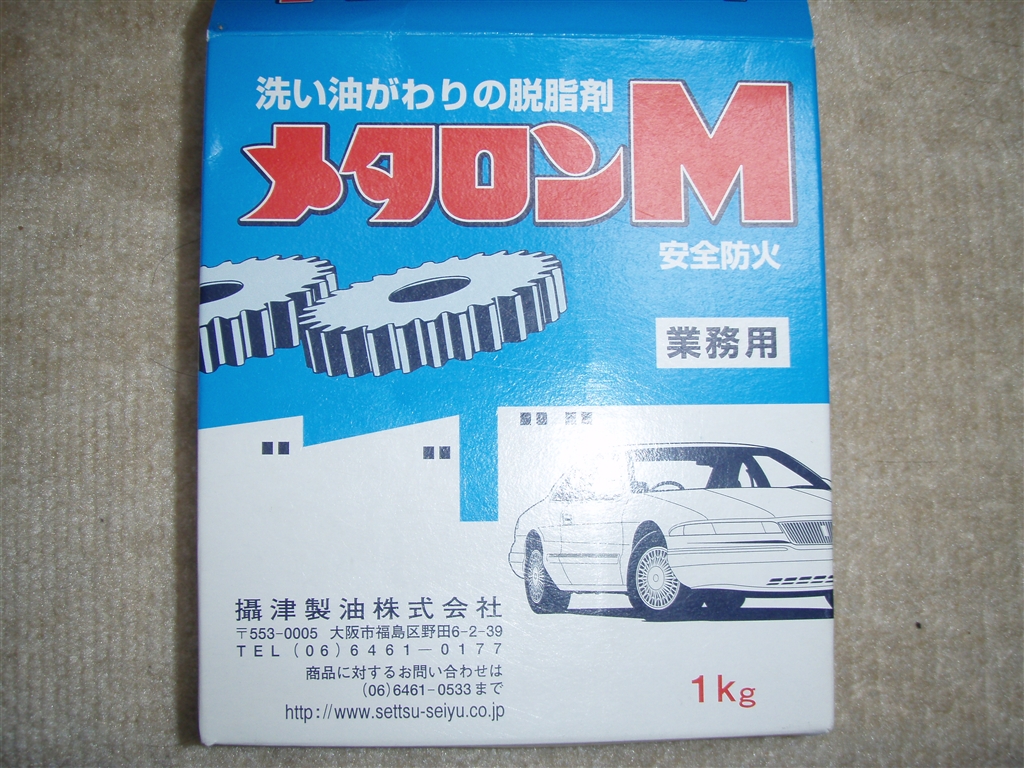 洗い油がわりの脱脂剤
メタロンM
安全防火
業務用
攝津製油株式会社
〒553-0005 大阪市福島区野田6-2-39
TEL(06)6461-0177
商品に対するお問い合わせは
(06)6461-0533まで
http://www.settsu-seiyu.co.jp
1kg